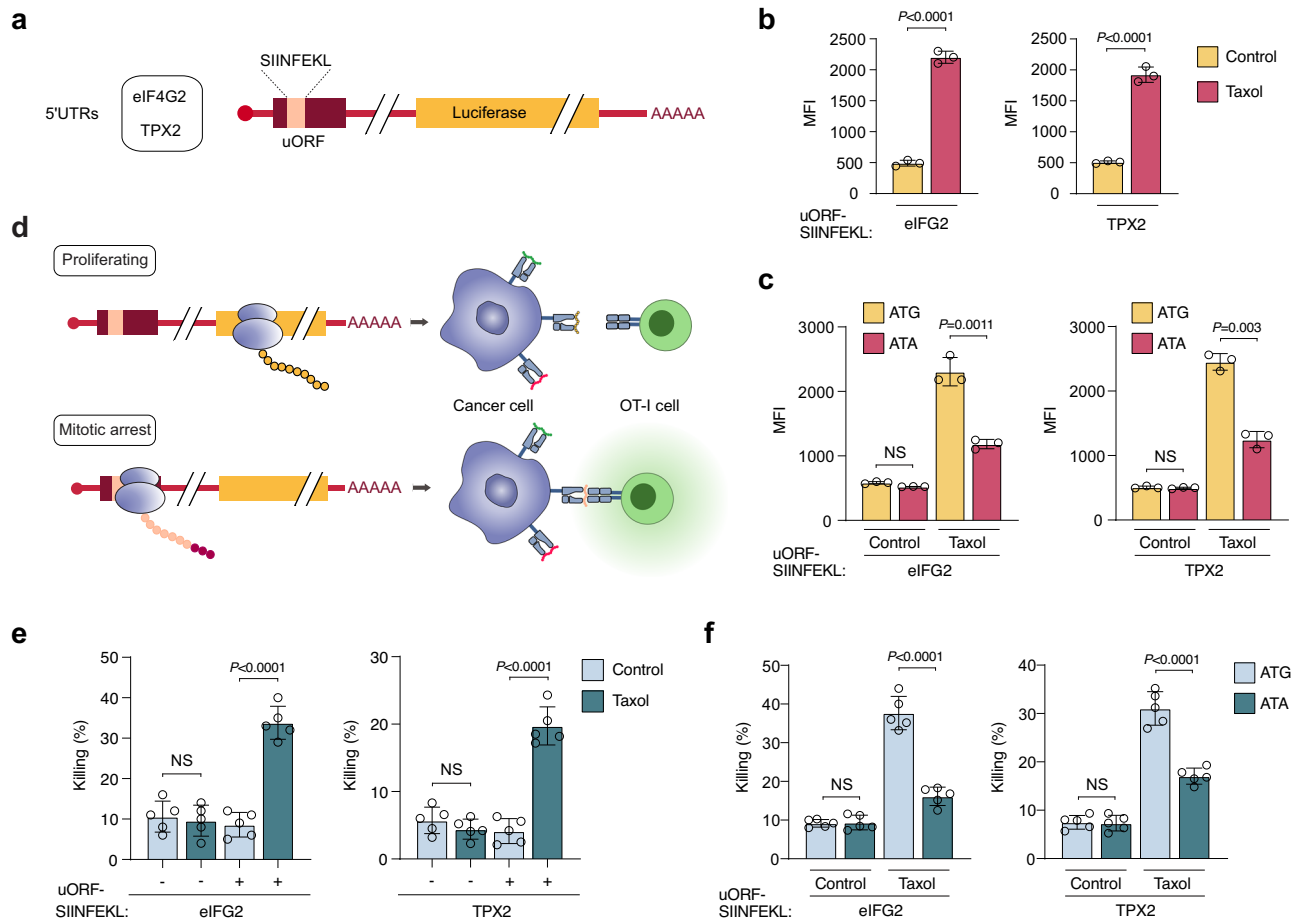 a
SIINFEKL
5'UTRs
eIF4G2
TPX2
Luciferase
AAAAA
uORF
b
P<0.0001
2500
2000
1500
1000
500
0
MFI
uORF-
SIINFEKL:
eIFG2
P<0.0001
2500
2000
1500
1000
500
0
MFI
TPX2
Control
Taxol
d
Proliferating
AAAAA
Cancer cell
OT-I cell
Mitotic arrest
AAAAA
c
ATG
ATA
P=0.0011
3000
2000
1000
0
MFI
NS
Control
Taxol
uORF-
SIINFEKL:
eIFG2
ATG
ATA
P=0.003
3000
2000
1000
0
MFI
NS
Control
Taxol
TPX2
e
P<0.0001
50
40
30
20
10
0
Killing (%)
NS
- - + +
uORF-
SIINFEKL:
eIFG2
P<0.0001
30
20
10
0
Killing (%)
NS
- - + +
TPX2
Control
Taxol
f
P<0.0001
50
40
30
20
10
0
Killing (%)
NS
Control
Taxol
uORF-
SIINFEKL:
eIFG2
P<0.0001
40
30
20
10
0
Killing (%)
NS
Control
Taxol
TPX2
ATG
ATA